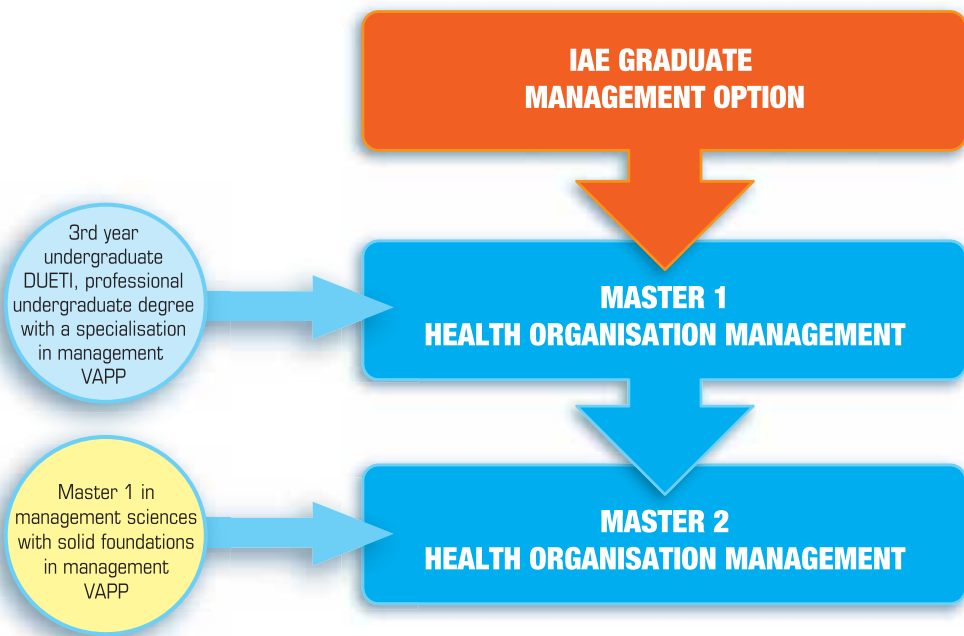 IAE GRADUATE
MANAGEMENT OPTION
3rd year
undergraduate
DUETI, professional
undergraduate degree
with a specialisation
in management
VAPP
MASTER 1
HEALTH ORGANISATION MANAGEMENT
Master 1 in
management sciences
with solid foundations
in management
VAPP
MASTER 2
HEALTH ORGANISATION MANAGEMENT